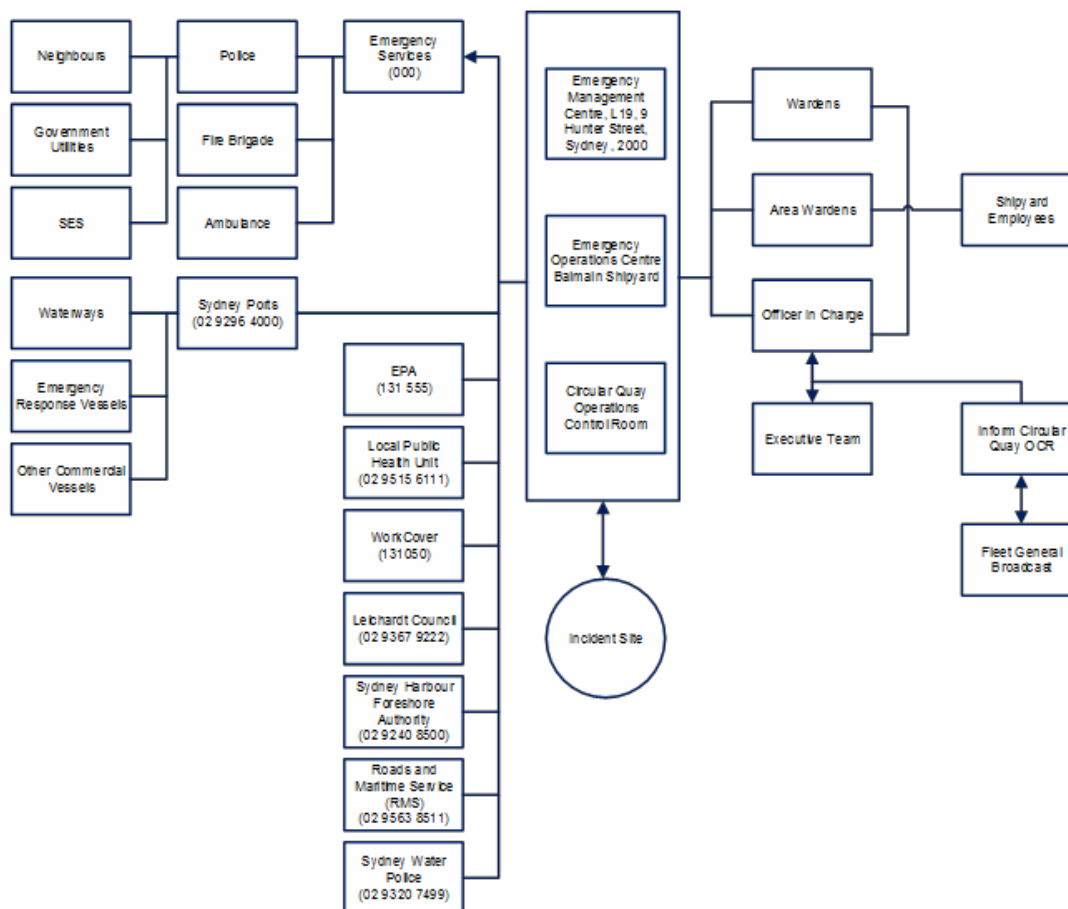 Neighbours
Police
Emergency
Services
(000)
Government
Utilities
Fire Brigade
SES
Ambulance
Waterways
Sydney Ports
(02 9296 4000)
Emergency
Response Vessels
Other Commercial
Vessels
EPA
(131 555)
Local Public
Health Unit
(02 9515 6111)
WorkCover
(131050)
Leichardt Council
(02 9367 9222)
Sydney Harbour
Foreshore
Authority
(02 9240 8500)
Roads and
Maritime Service
(RMS)
(02 9563 8511)
Sydney Water
Police
(02 9320 7499)
Emergency
Management
Centre, L19, 9
Hunter Street,
Sydney, 2000
Emergency
Operations Centre
Balmain Shipyard
Circular Quay
Operations
Control Room
Incident Site
Wardens
Area Wardens
Shipyard
Employees
Officer in Charge
Executive Team
Inform Circular
Quay OCR
Fleet General
Broadcast